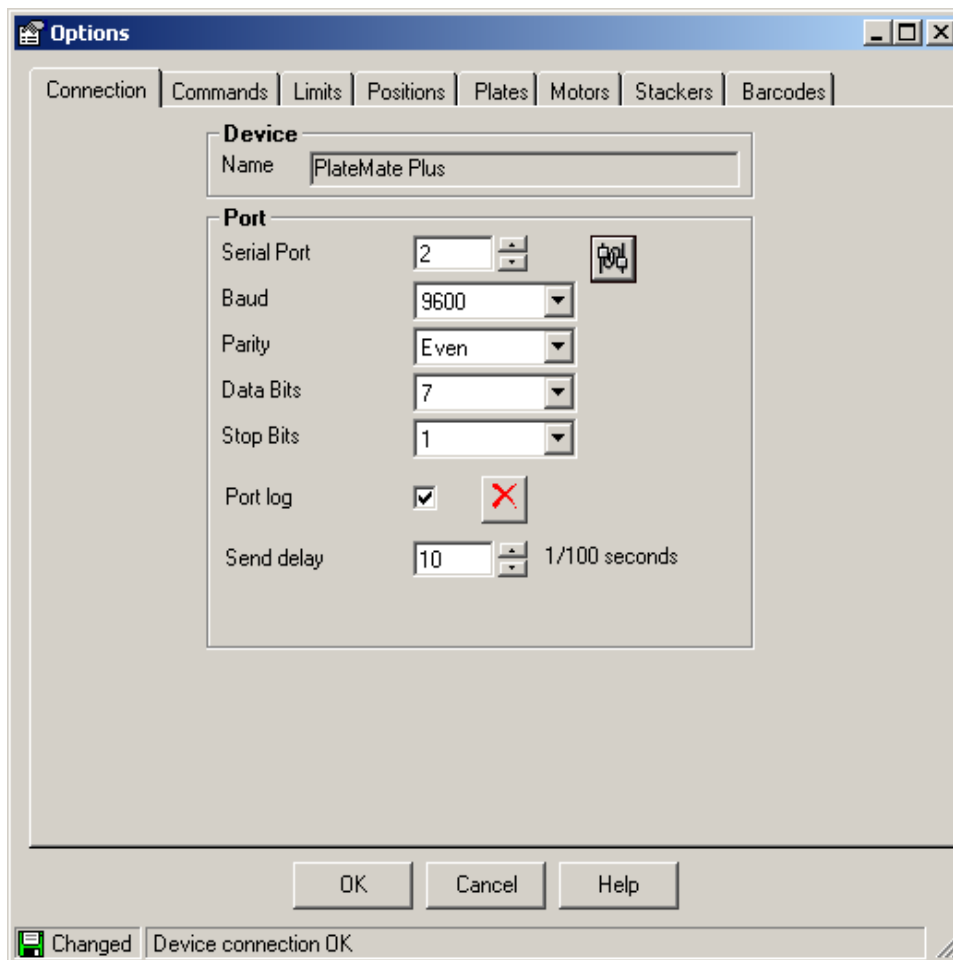 Options
Connection Commands Limits Positions Plates Motors Stackers Barcodes
Device
Name PlateMate Plus
Port
Serial Port 2
Baud 9600
Parity Even
Data Bits 7
Stop Bits 1
Port log
Send delay 10 1/100 seconds
OK Cancel Help
Changed Device connection OK